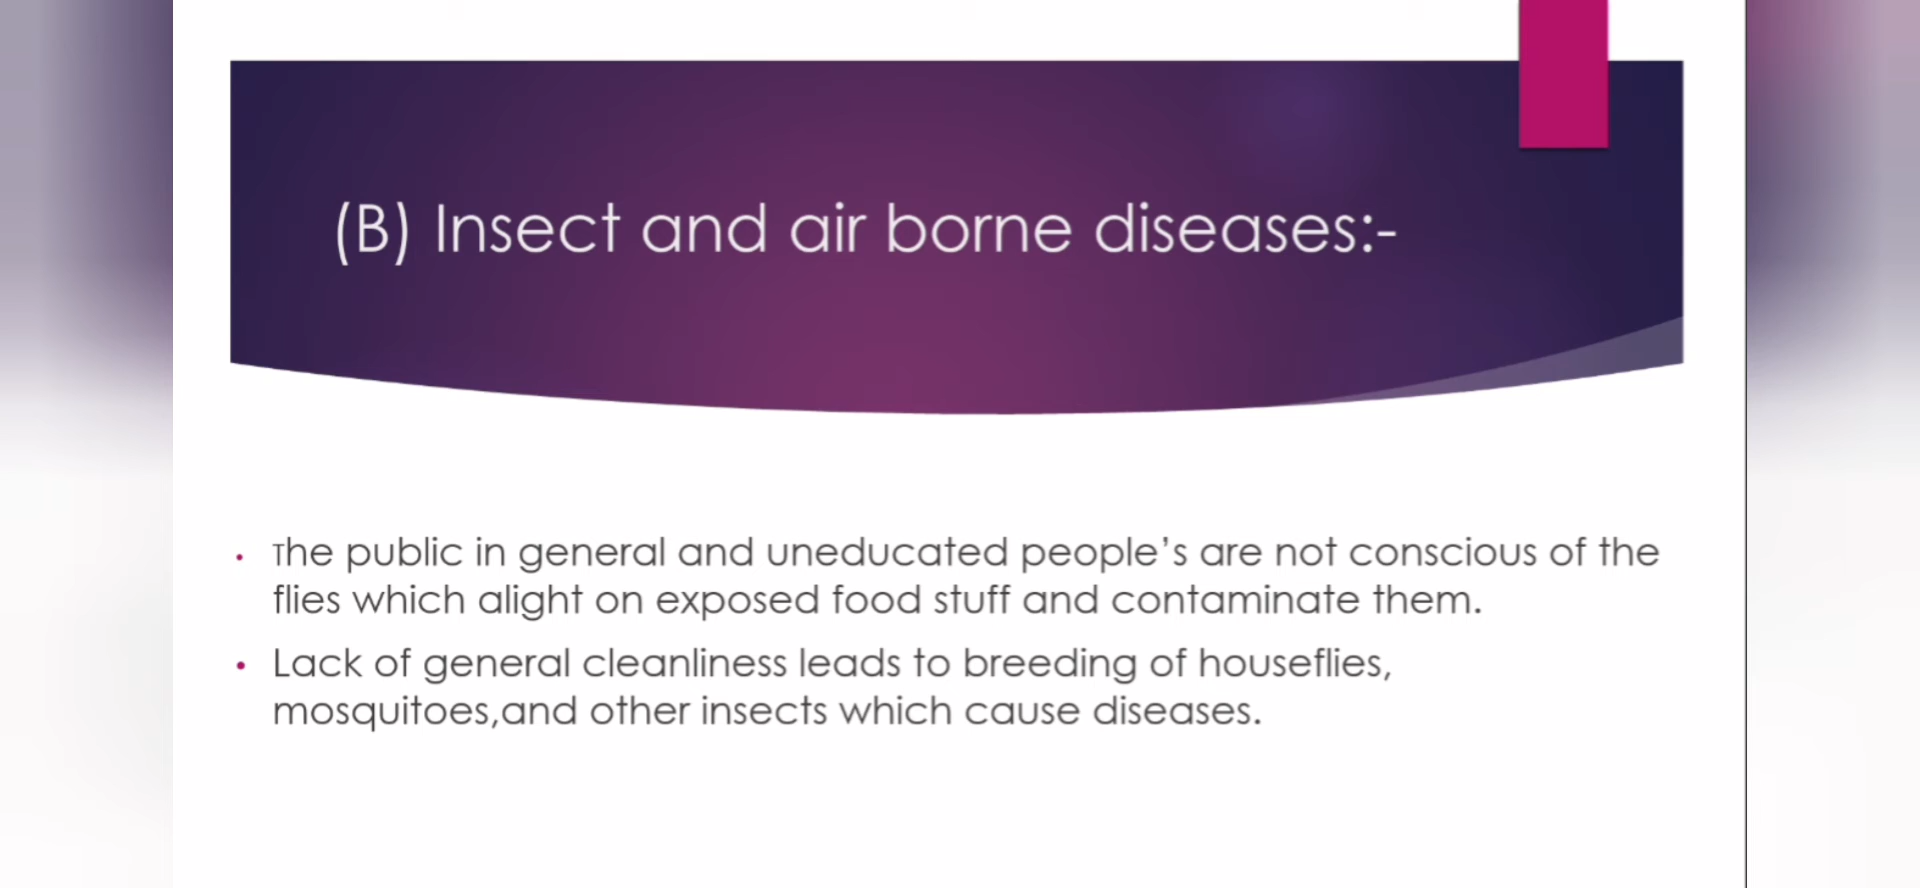 (B) Insect and air borne diseases:-
• The public in general and uneducated people's are not conscious of the
flies which alight on exposed food stuff and contaminate them.
• Lack of general cleanliness leads to breeding of houseflies,
mosquitoes,and other insects which cause diseases.